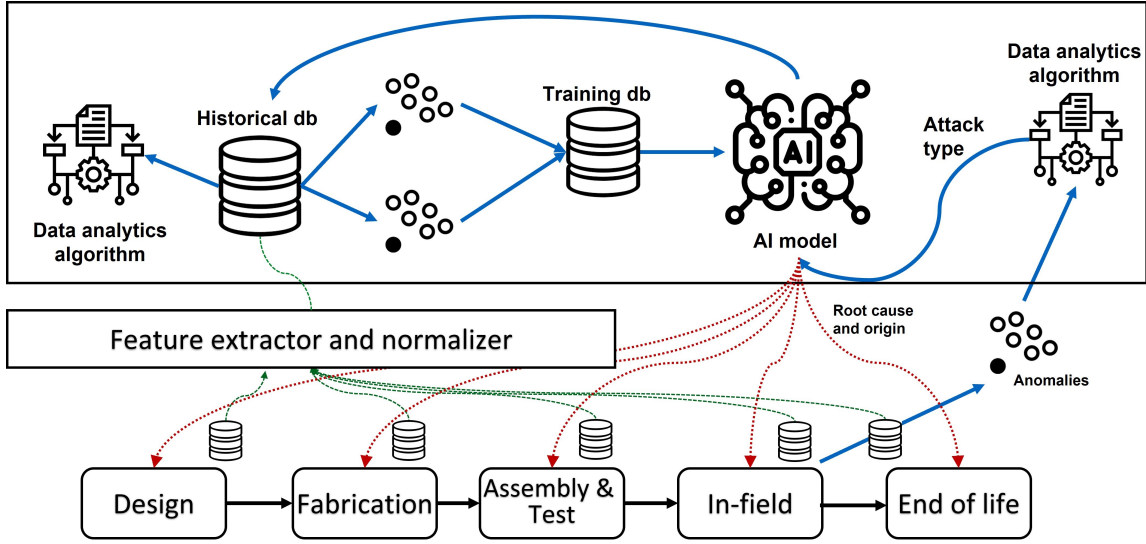 Data analytics
algorithm
Historical db
Training db
AI
Attack
type
Data analytics
algorithm
AI model
Root cause
and origin
Feature extractor and normalizer
Anomalies
Design
Fabrication
Assembly &
Test
In-field
End of life